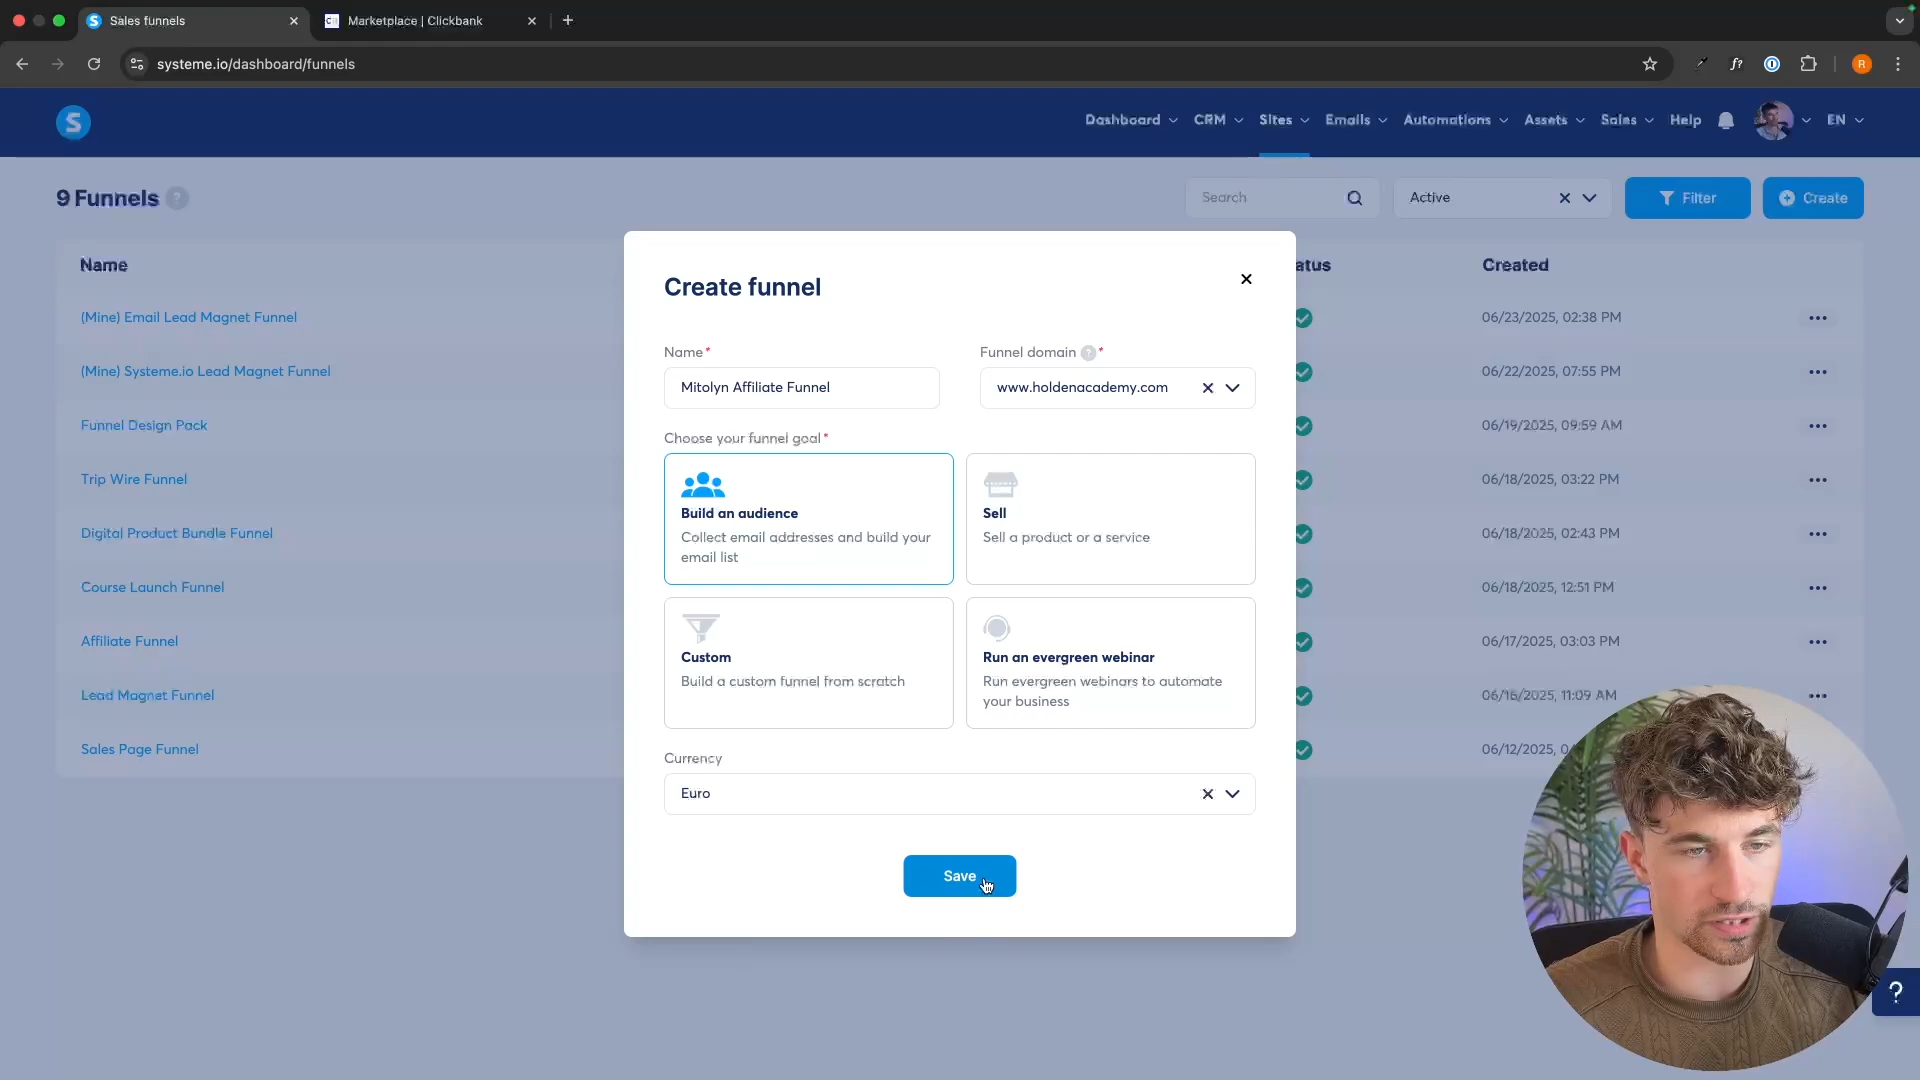 Sales funnels
Marketplace | Clickbank
systeme.io/dashboard/funnels
f?
R
S
Dashboard
CRM
Sites
Emails
Automations
Assets
Sales
Help
EN
9 Funnels ?
Search
Active
Filter
Create
Name
atus
Created
(Mine) Email Lead Magnet Funnel
06/23/2025, 02:38 PM
(Mine) Systeme.io Lead Magnet Funnel
06/22/2025, 07:55 PM
Funnel Design Pack
06/19/2025, 09:59 AM
Trip Wire Funnel
06/18/2025, 03:22 PM
Digital Product Bundle Funnel
06/18/2025, 02:43 PM
Course Launch Funnel
06/18/2025, 12:51 PM
Affiliate Funnel
06/17/2025, 03:03 PM
Lead Magnet Funnel
06/15/2025, 11:09 AM
Sales Page Funnel
06/12/2025,
Create funnel
Name*
Funnel domain ? *
Mitolyn Affiliate Funnel
www.holdenacademy.com
Choose your funnel goal*
Build an audience
Collect email addresses and build your
email list
Sell
Sell a product or a service
Custom
Build a custom funnel from scratch
Run an evergreen webinar
Run evergreen webinars to automate
your business
Currency
Euro
Save
?